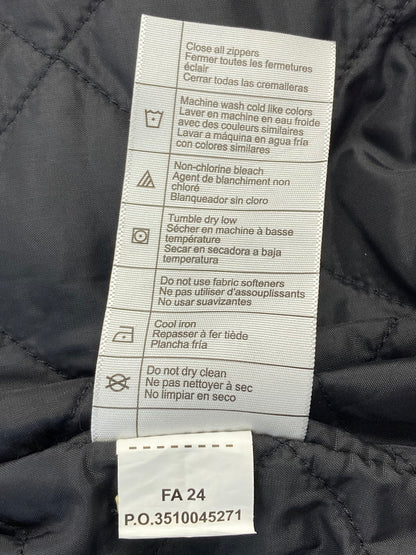 Close all zippers
Fermer toutes les fermetures
éclair
Cerrar todas las cremalleras
Machine wash cold like colors
Laver en machine en eau froide
avec des couleurs similaires
Lavar a máquina en agua fría
con colores similares
Non-chlorine bleach
Agent de blanchiment non
chloré
Blanqueador sin cloro
Tumble dry low
Sécher en machine à basse
température
Secar en secadora a baja
temperatura
Do not use fabric softeners
Ne pas utiliser d'assouplissants
No usar suavizantes
Cool iron
Repasser à fer tiède
Plancha fría
Do not dry clean
Ne pas nettoyer à sec
No limpiar en seco
FA 24
P.O.3510045271